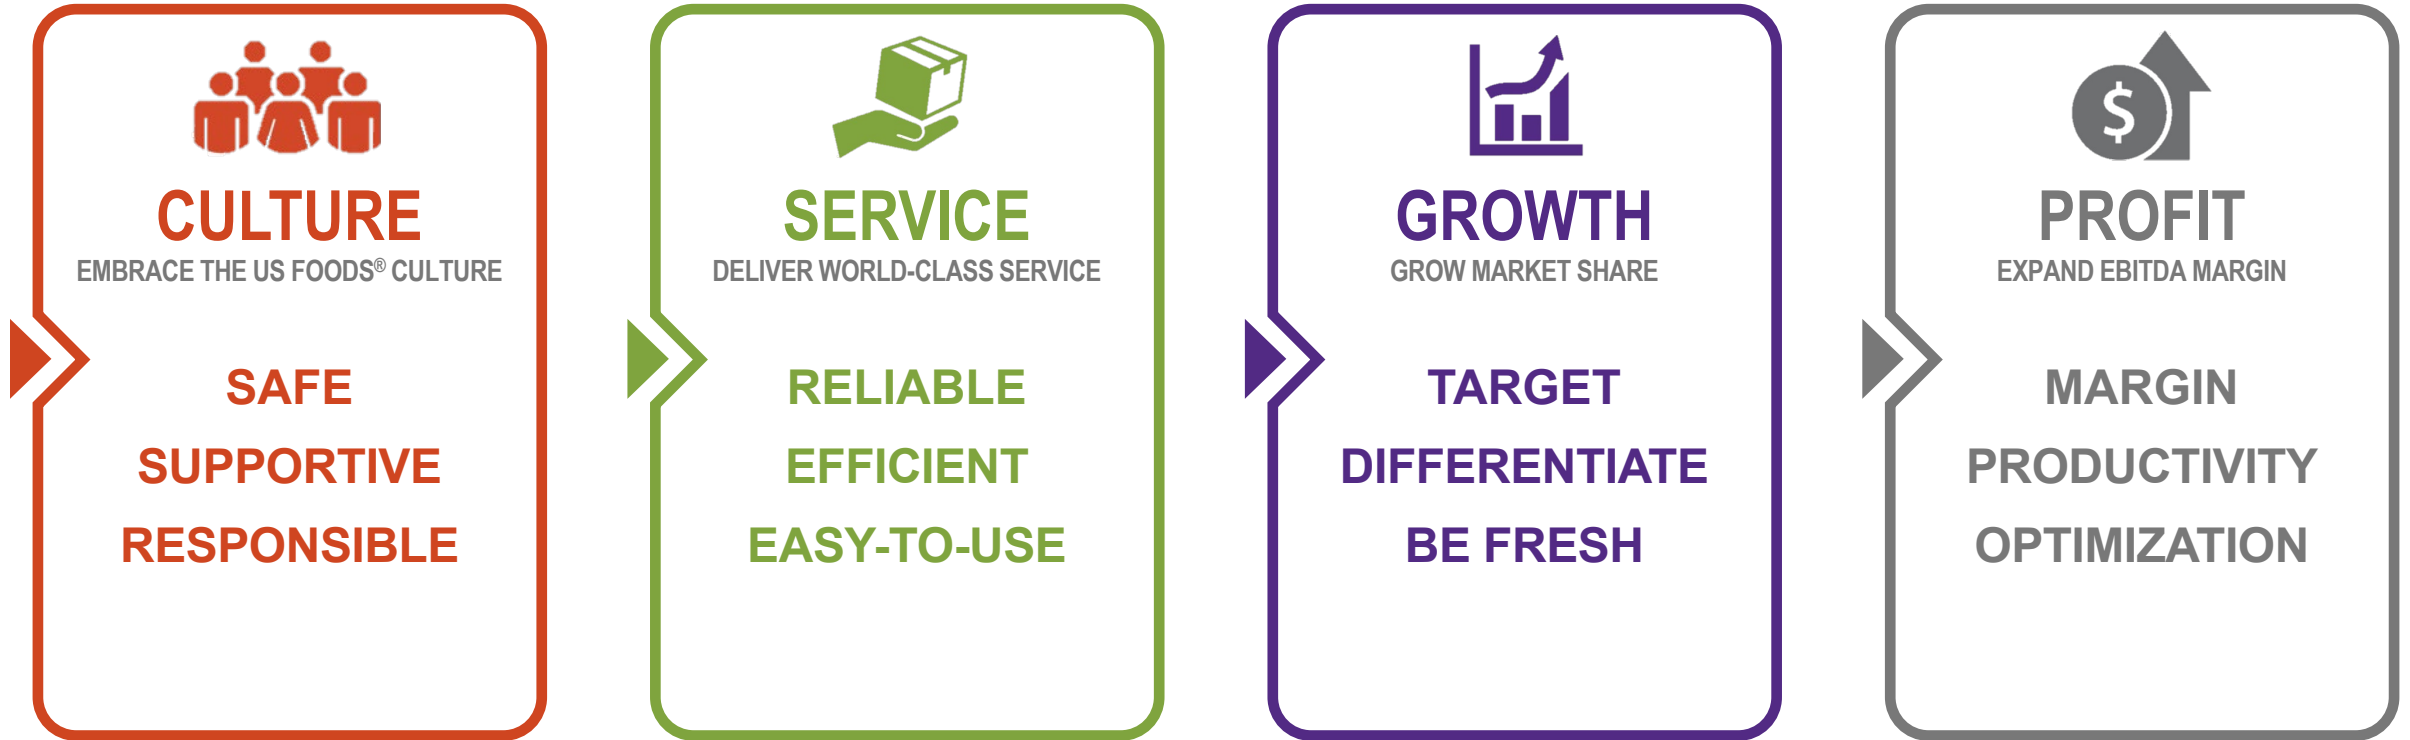 CULTURE
EMBRACE THE US FOODS® CULTURE
SAFE
SUPPORTIVE
RESPONSIBLE
SERVICE
DELIVER WORLD-CLASS SERVICE
RELIABLE
EFFICIENT
EASY-TO-USE
GROWTH
GROW MARKET SHARE
TARGET
DIFFERENTIATE
BE FRESH
$
PROFIT
EXPAND EBITDA MARGIN
MARGIN
PRODUCTIVITY
OPTIMIZATION